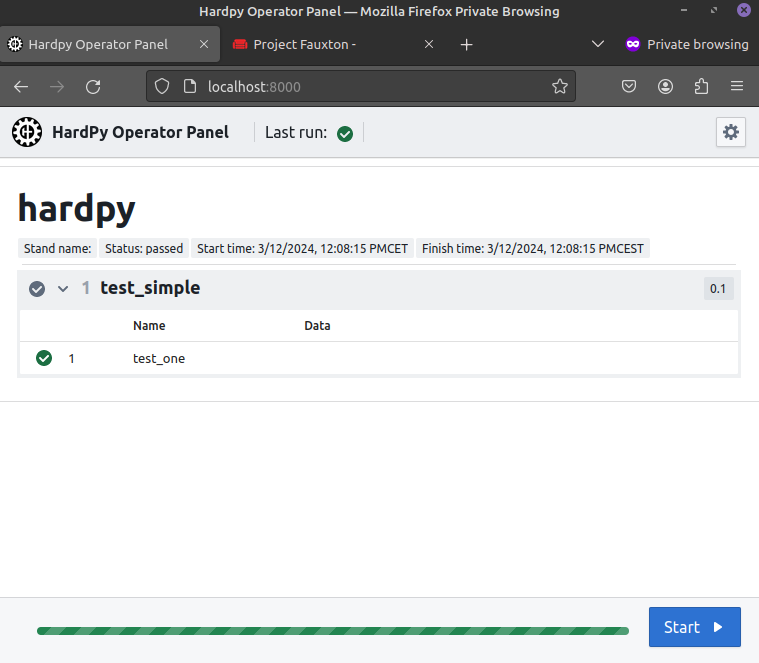 Hardpy Operator Panel — Mozilla Firefox Private Browsing
Hardpy Operator Panel
Project Fauxton -
Private browsing
localhost:8000
HardPy Operator Panel
Last run:
hardpy
Stand name:
Status: passed
Start time: 3/12/2024, 12:08:15 PMCET
Finish time: 3/12/2024, 12:08:15 PMCEST
1 test_simple
0.1
Name Data
1 test_one
Start